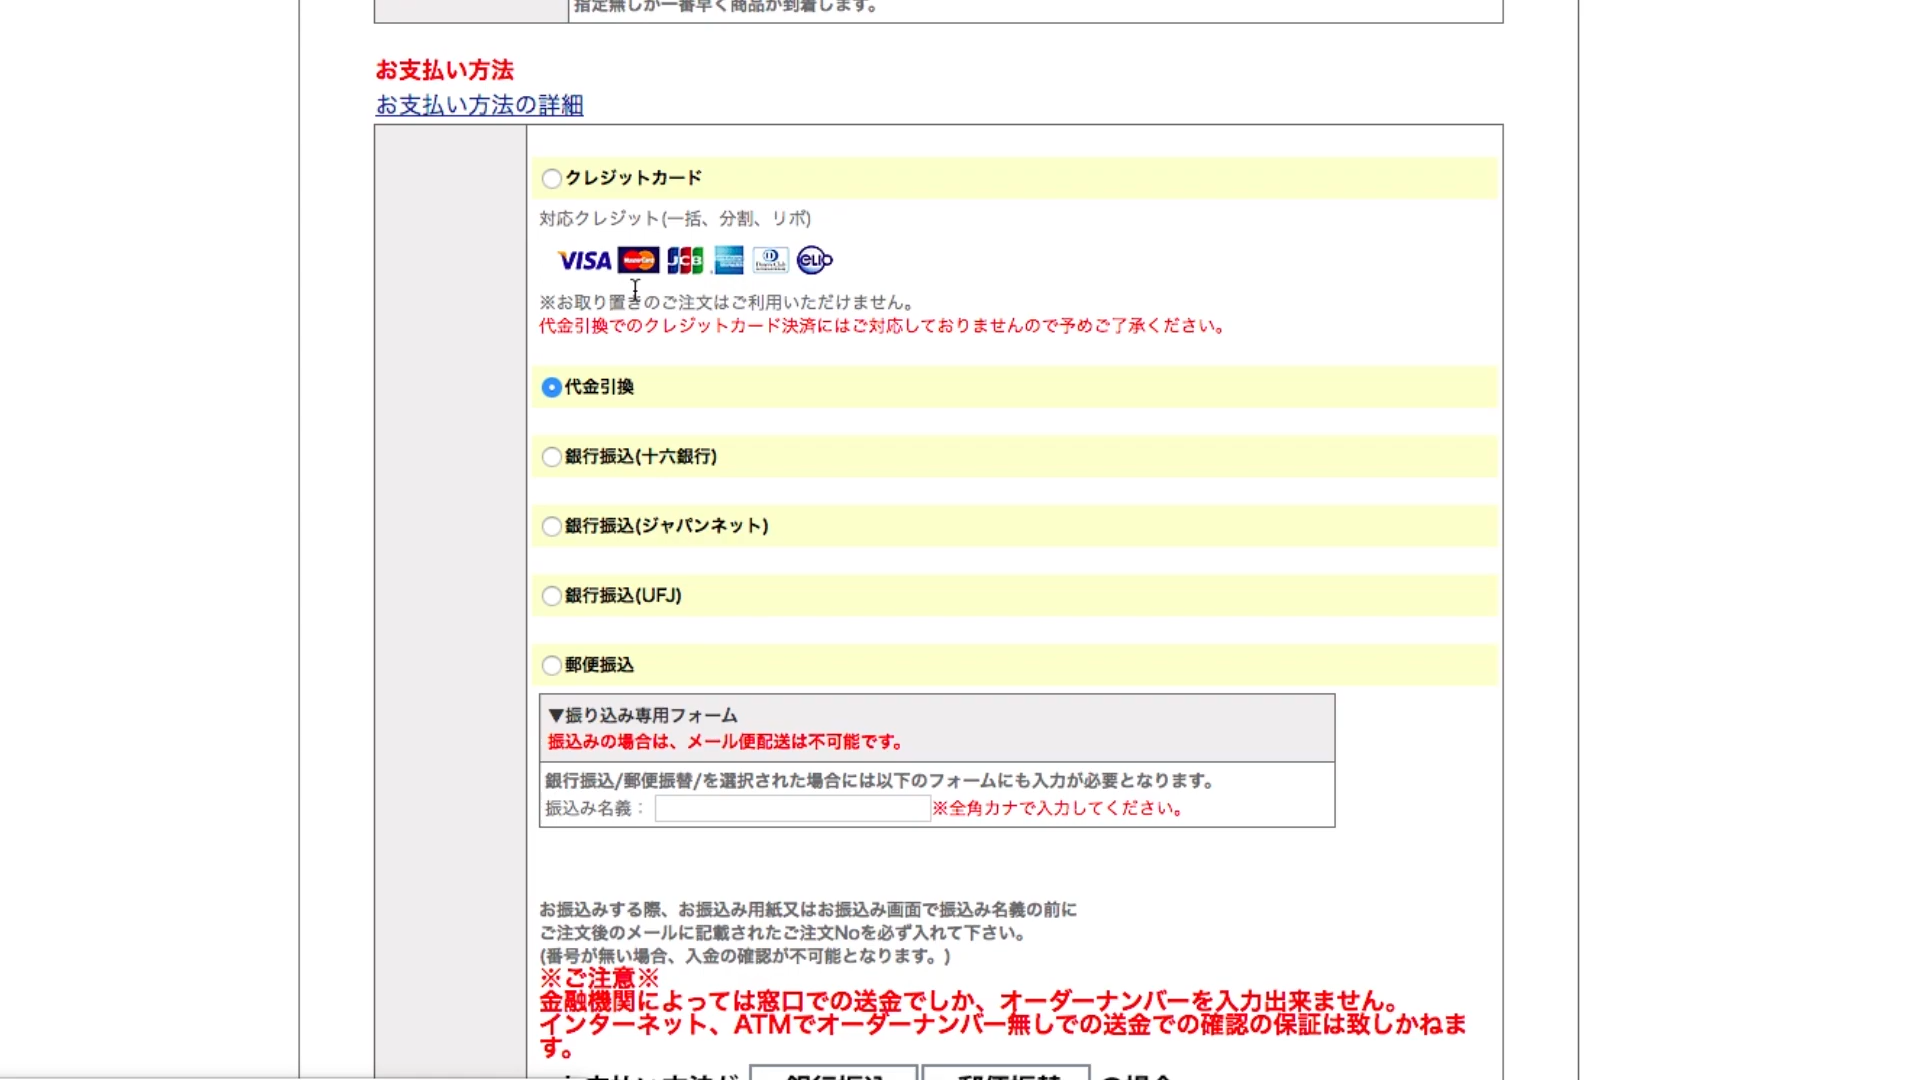 指定無しが一番早く商品が到着します。
お支払い方法
お支払い方法の詳細
クレジットカード
対応クレジット(一括、分割、リボ)
VISA MasterCard JCB Diners Club
※お取り置きのご注文はご利用いただけません。
代金引換でのクレジットカード決済にはご対応しておりませんので予めご了承ください。
代金引換
銀行振込(十六銀行)
銀行振込(ジャパンネット)
銀行振込(UFJ)
郵便振込
▼振り込み専用フォーム
振込みの場合は、メール便配送は不可能です。
銀行振込/郵便振替/を選択された場合には以下のフォームにも入力が必要となります。
振込み名義： ※全角カナで入力してください。
お振込みする際、お振込み用紙又はお振込み画面で振込み名義の前に
ご注文後のメールに記載されたご注文Noを必ず入れて下さい。
(番号が無い場合、入金の確認が不可能となります。)
※ご注意※
金融機関によっては窓口での送金でしか、オーダーナンバーを入力出来ません。
インターネット、ATMでオーダーナンバー無しでの送金での確認の保証は致しかねま
す。